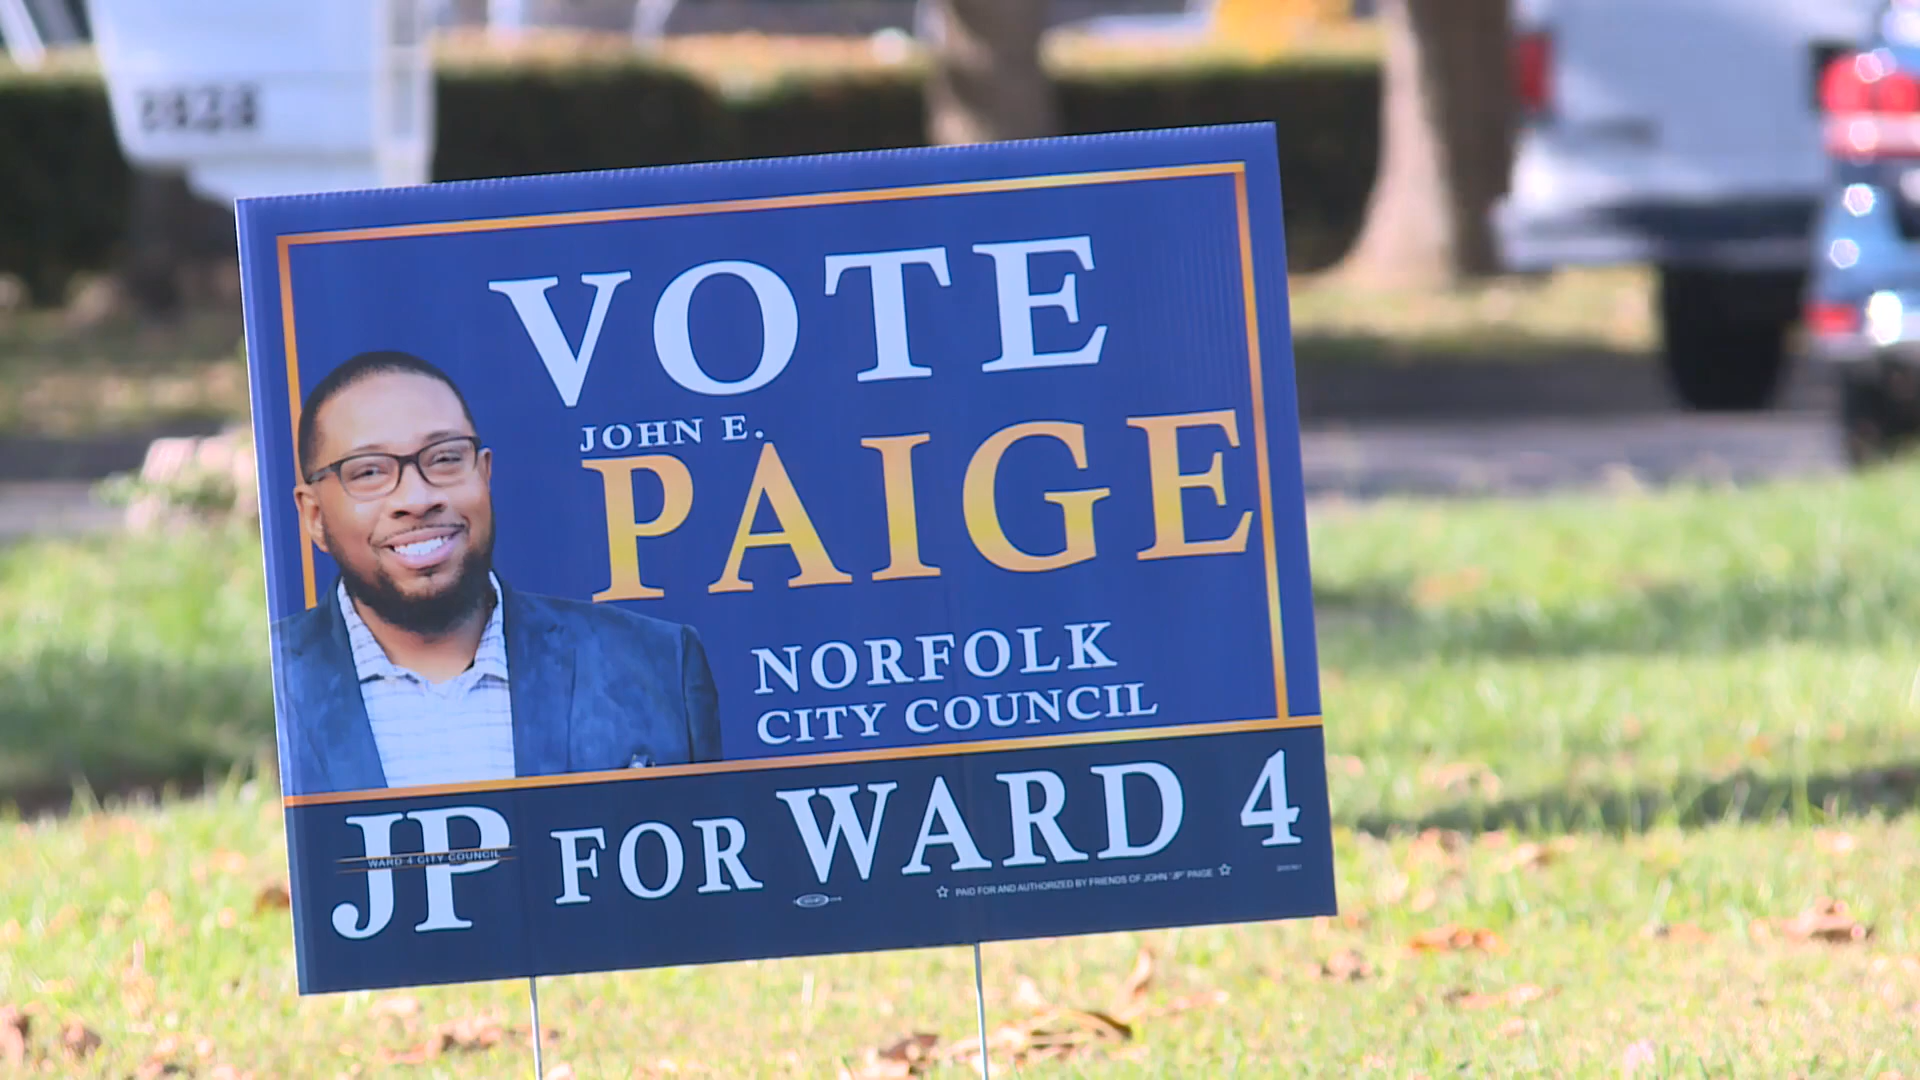 VOTE
JOHN E.
PAIGE
NORFOLK
CITY COUNCIL
JP FOR WARD 4
WARD 4 CITY COUNCIL
☆ PAID FOR AND AUTHORIZED BY FRIENDS OF JOHN "JP" PAIGE ☆